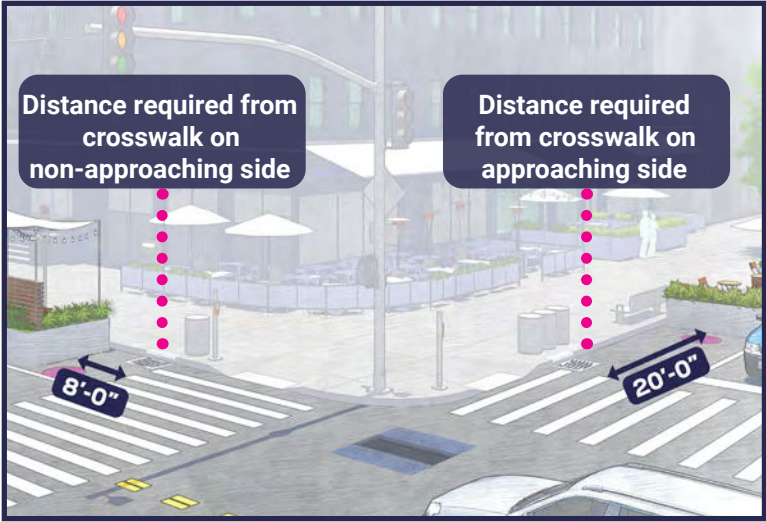 Distance required from
crosswalk on
non-approaching side
Distance required
from crosswalk on
approaching side
8'-0"
20'-0"